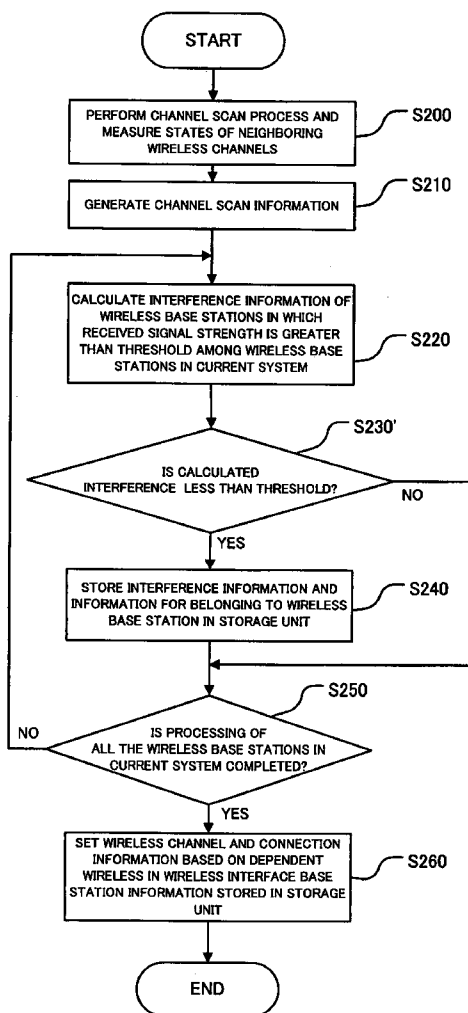 START
PERFORM CHANNEL SCAN PROCESS AND
MEASURE STATES OF NEIGHBORING
WIRELESS CHANNELS
S200
GENERATE CHANNEL SCAN INFORMATION
S210
CALCULATE INTERFERENCE INFORMATION OF
WIRELESS BASE STATIONS IN WHICH
RECEIVED SIGNAL STRENGTH IS GREATER
THAN THRESHOLD AMONG WIRELESS BASE
STATIONS IN CURRENT SYSTEM
S220
S230'
IS CALCULATED
INTERFERENCE LESS THAN THRESHOLD?
NO
YES
STORE INTERFERENCE INFORMATION AND
INFORMATION FOR BELONGING TO WIRELESS
BASE STATION IN STORAGE UNIT
S240
S250
NO
IS PROCESSING OF
ALL THE WIRELESS BASE STATIONS IN
CURRENT SYSTEM COMPLETED?
YES
SET WIRELESS CHANNEL AND CONNECTION
INFORMATION BASED ON DEPENDENT
WIRELESS IN WIRELESS INTERFACE BASE
STATION INFORMATION STORED IN STORAGE
UNIT
S260
END